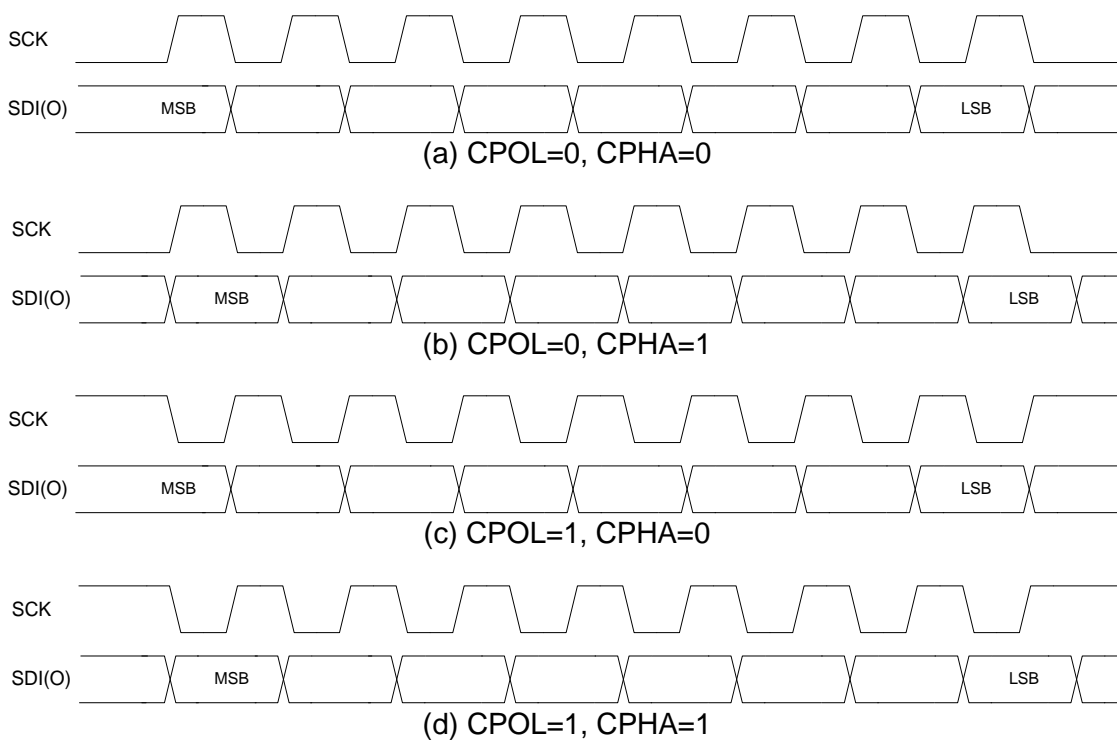 SCK
SDI(O) MSB LSB
(a) CPOL=0, CPHA=0
SCK
SDI(O) MSB LSB
(b) CPOL=0, CPHA=1
SCK
SDI(O) MSB LSB
(c) CPOL=1, CPHA=0
SCK
SDI(O) MSB LSB
(d) CPOL=1, CPHA=1